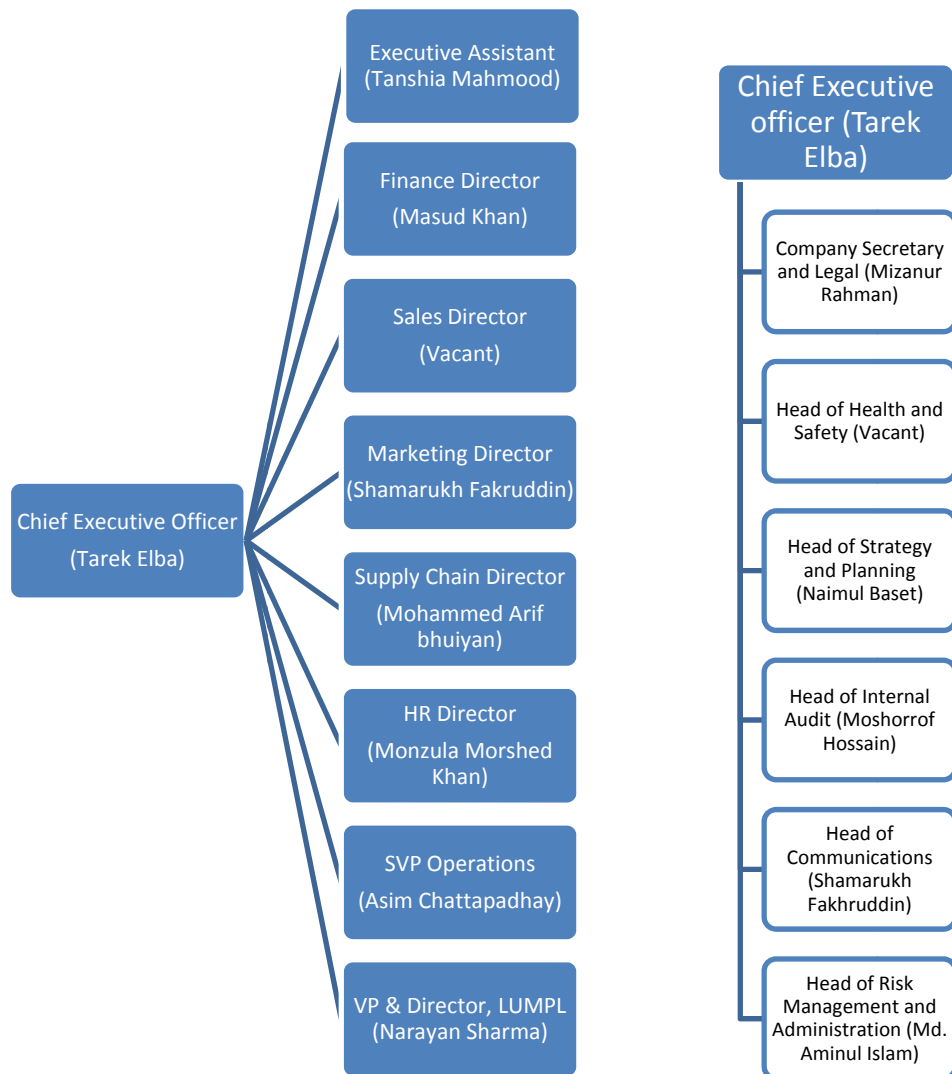 Executive Assistant
(Tanshia Mahmood)
Finance Director
(Masud Khan)
Sales Director
(Vacant)
Marketing Director
(Shamarukh Fakruddin)
Chief Executive Officer
(Tarek Elba)
Supply Chain Director
(Mohammed Arif
bhuiyan)
HR Director
(Monzula Morshed
Khan)
SVP Operations
(Asim Chattapadhay)
VP & Director, LUMPL
(Narayan Sharma)
Chief Executive
officer (Tarek
Elba)
Company Secretary
and Legal (Mizanur
Rahman)
Head of Health and
Safety (Vacant)
Head of Strategy
and Planning
(Naimul Baset)
Head of Internal
Audit (Moshorrof
Hossain)
Head of
Communications
(Shamarukh
Fakhruddin)
Head of Risk
Management and
Administration (Md.
Aminul Islam)